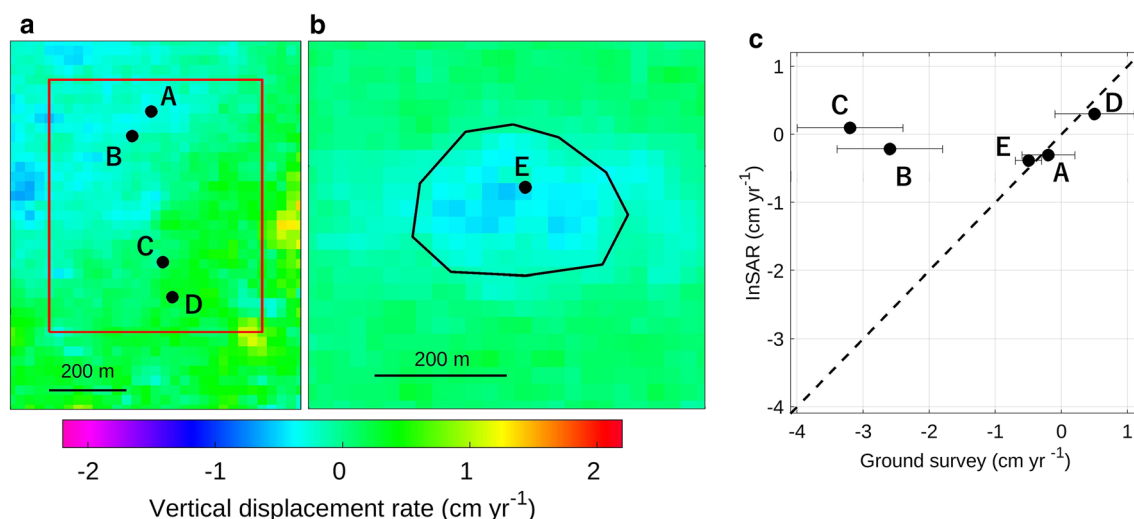 a
A
B
C
D
200 m
b
E
200 m
-2 -1 0 1 2
Vertical displacement rate (cm yr-1)
c
1
0
-1
-2
-3
-4
InSAR (cm yr-1)
C
B
E
A
D
-4 -3 -2 -1 0 1
Ground survey (cm yr -1)